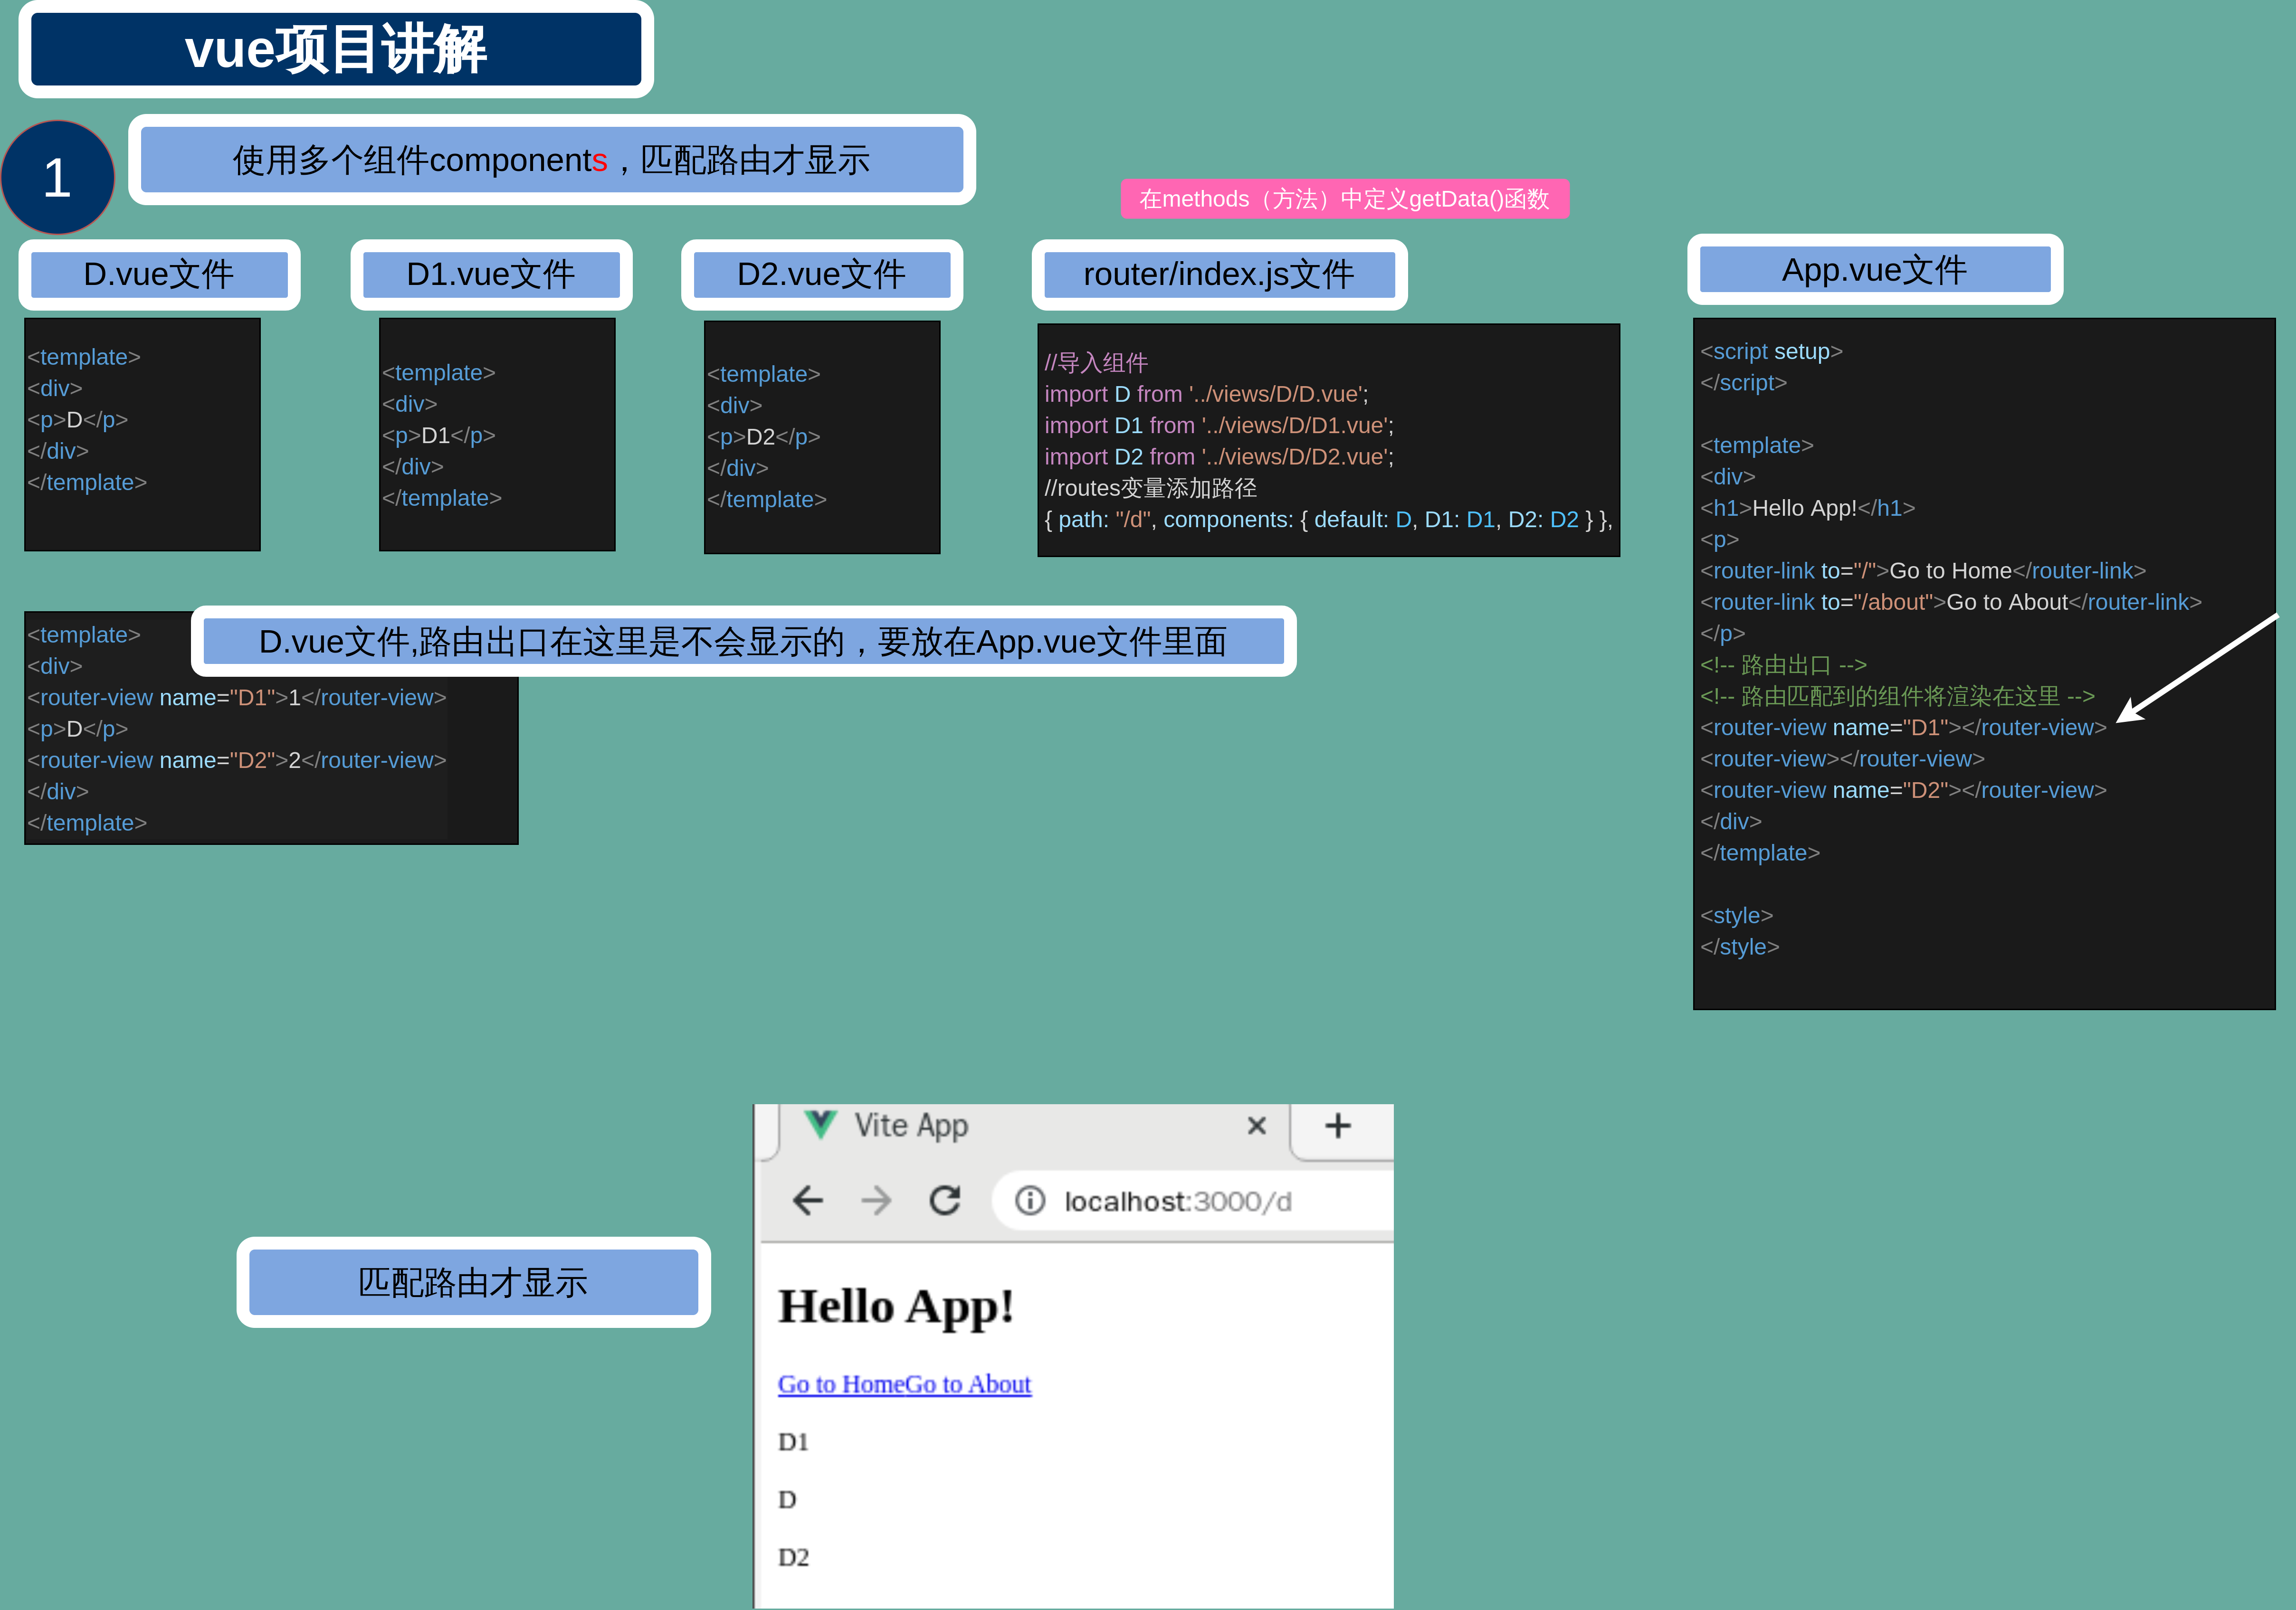 vue项目讲解
1
使用多个组件components，匹配路由才显示
在methods（方法）中定义getData()函数
D.vue文件
<template>
<div>
<p>D</p>
</div>
</template>
D1.vue文件
<template>
<div>
<p>D1</p>
</div>
</template>
D2.vue文件
<template>
<div>
<p>D2</p>
</div>
</template>
router/index.js文件
//导入组件
import D from '../views/D/D.vue';
import D1 from '../views/D/D1.vue';
import D2 from '../views/D/D2.vue';
//routes变量添加路径
{ path: "/d", components: { default: D, D1: D1, D2: D2 } },
App.vue文件
<script setup>
</script>
<template>
<div>
<h1>Hello App!</h1>
<p>
<router-link to="/">Go to Home</router-link>
<router-link to="/about">Go to About</router-link>
</p>
<!-- 路由出口 -->
<!-- 路由匹配到的组件将渲染在这里 -->
<router-view name="D1"></router-view>
<router-view></router-view>
<router-view name="D2"></router-view>
</div>
</template>
<style>
</style>
D.vue文件,路由出口在这里是不会显示的，要放在App.vue文件里面
<template>
<div>
<router-view name="D1">1</router-view>
<p>D</p>
<router-view name="D2">2</router-view>
</div>
</template>
匹配路由才显示
Vite App
localhost:3000/d
Hello App!
Go to HomeGo to About
D1
D
D2